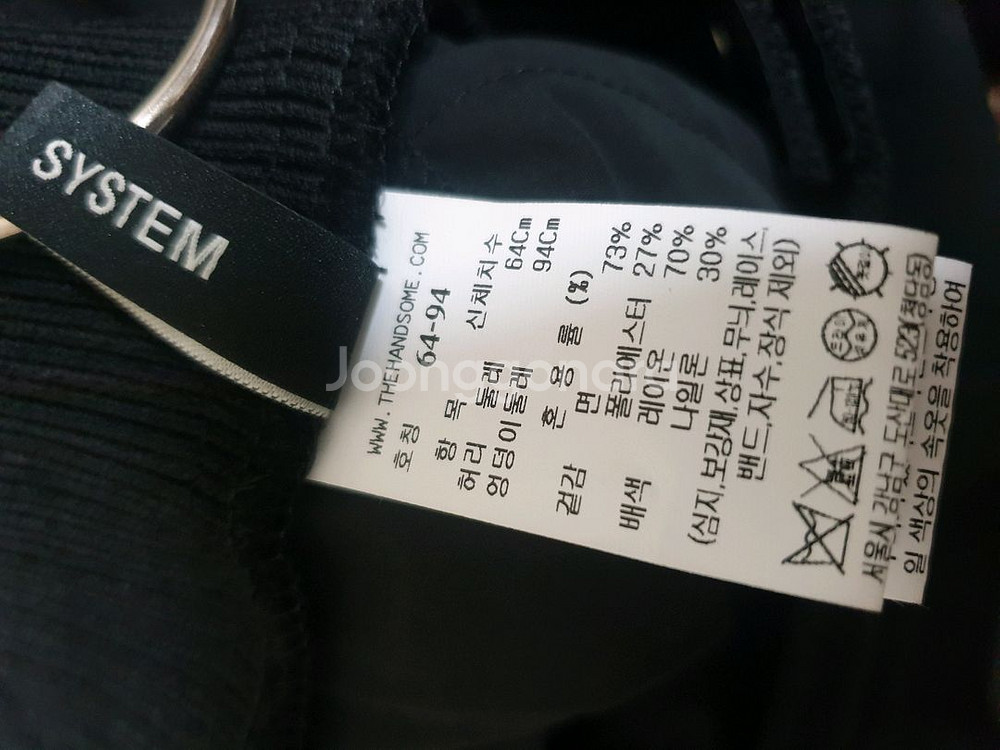 SYSTEM
WWW.THEHANDSOME.COM
호칭 64-94
항 목 신체치수
허리 둘레 64Cm
엉덩이둘레 94Cm
혼 용 률 (%)
겉감 면 73%
폴리에스터 27%
배색 레이온 70%
나일론 30%
(심지,보강재,상표,무늬,레이스
밴드,자수,장식 제외)
서울시,강남구 도산대로 523(청담동)
일 색상의 속옷을 착용하여